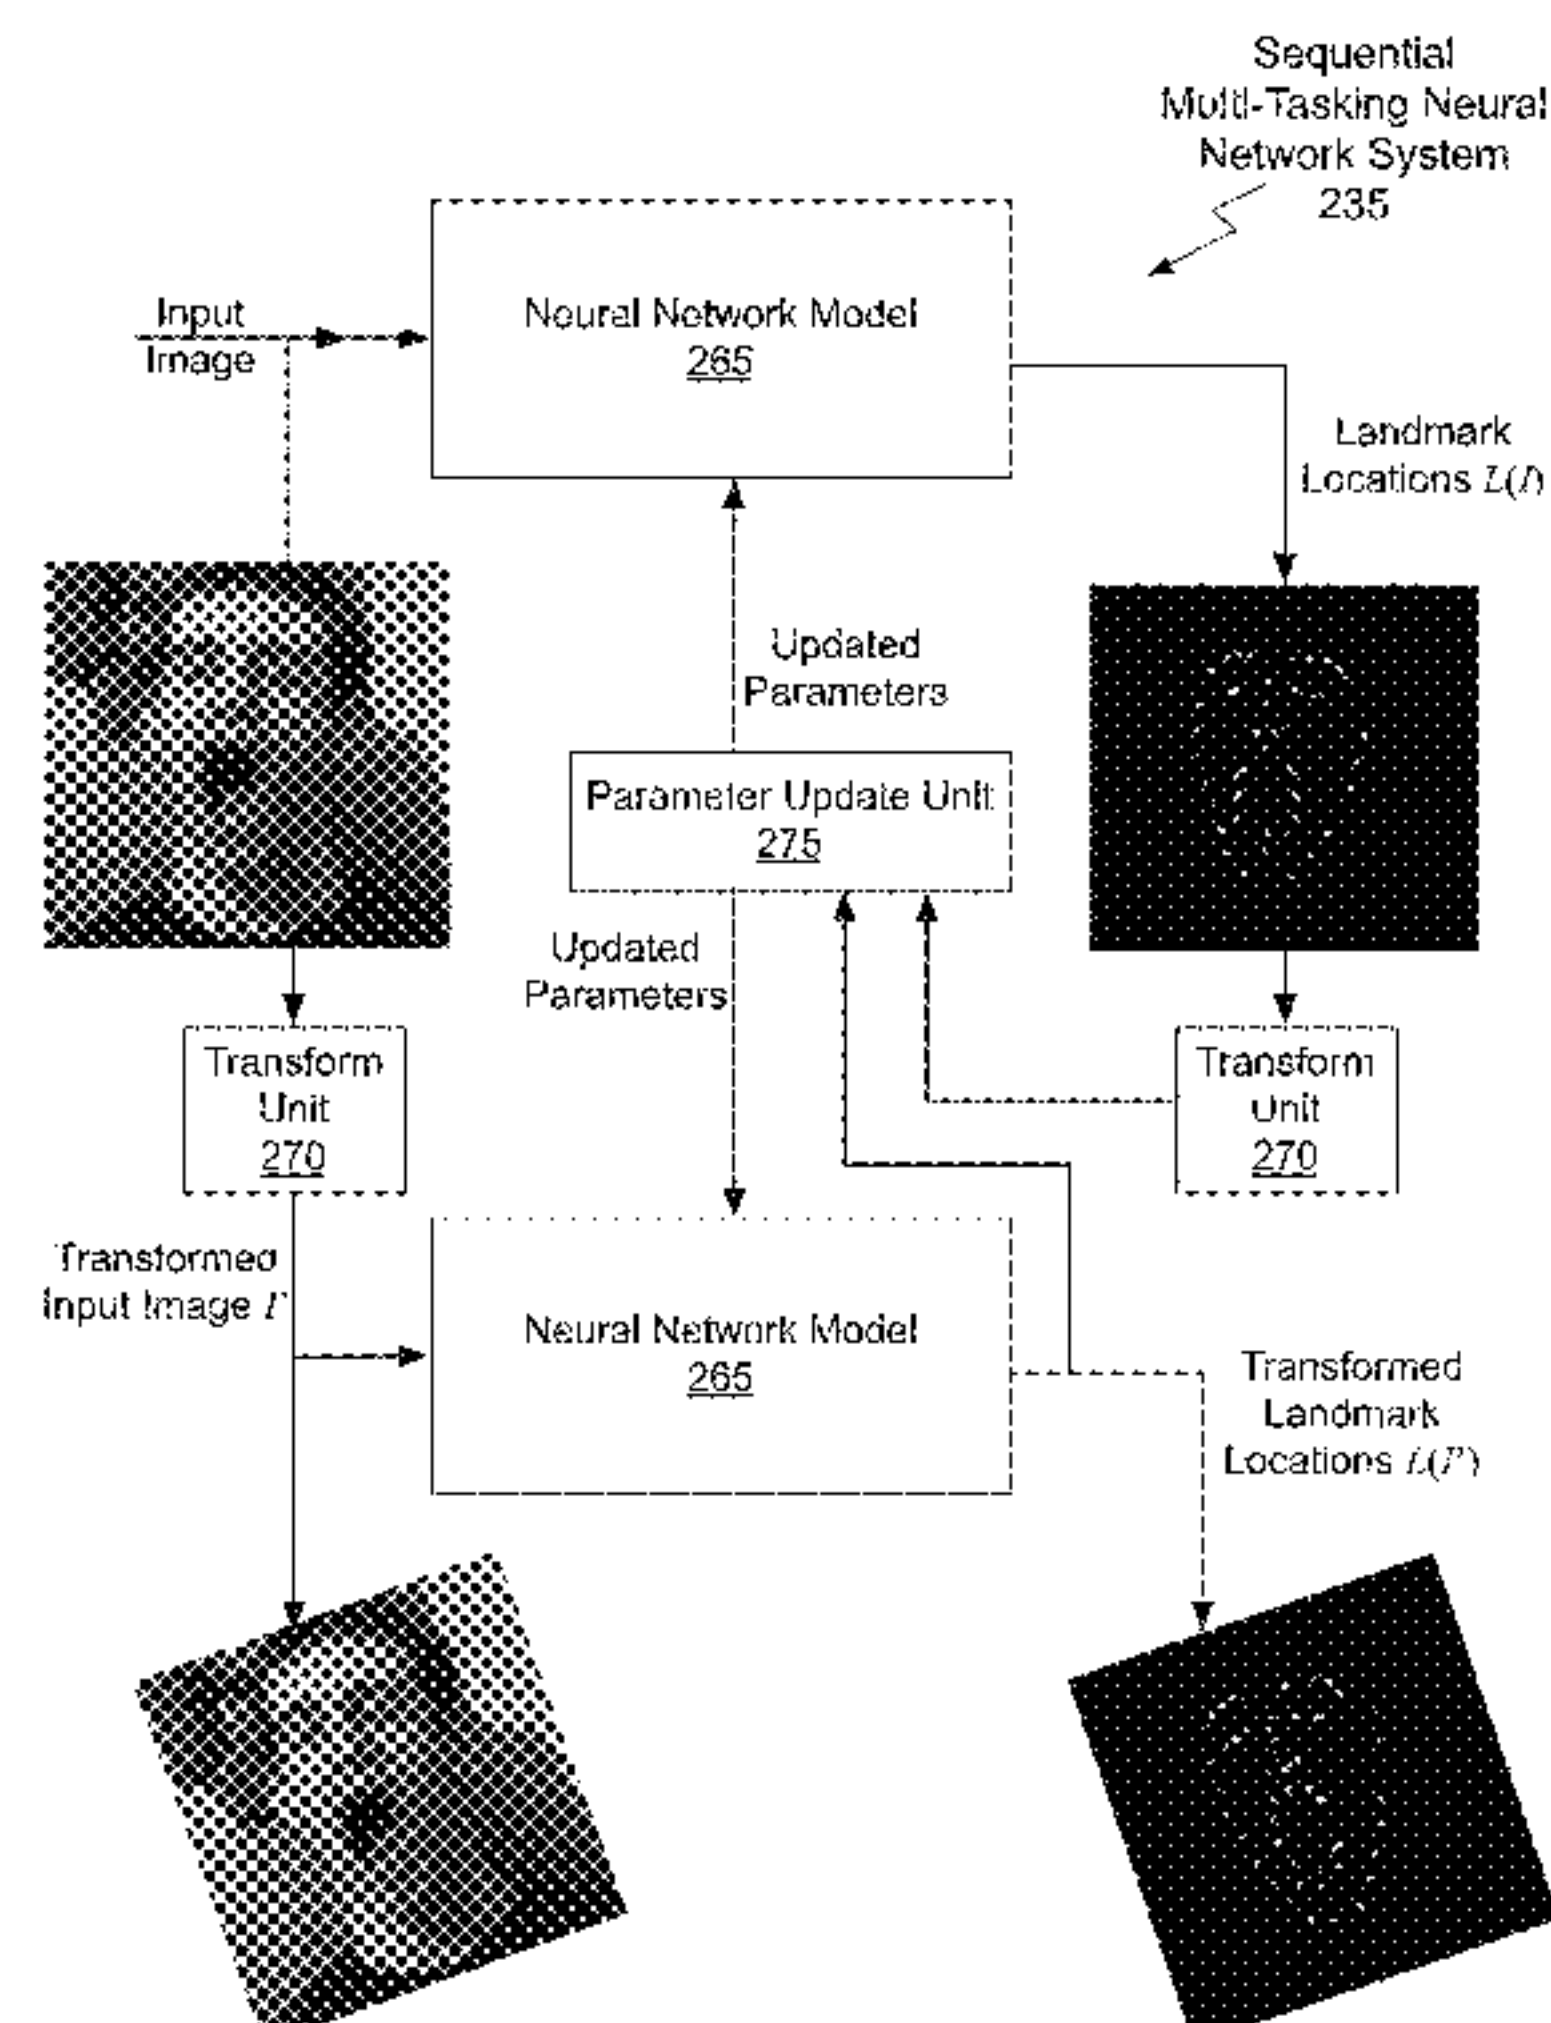 Sequential
Multi-Tasking Neural
Network System
235
Input
Image
Neural Network Model
265
Landmark
Locations L(I)
Updated
Parameters
Parameter Update Unit
275
Updated
Parameters
Transform
Unit
270
Transform
Unit
270
Transformed
Input Image I'
Neural Network Model
265
Transformed
Landmark
Locations L(I')